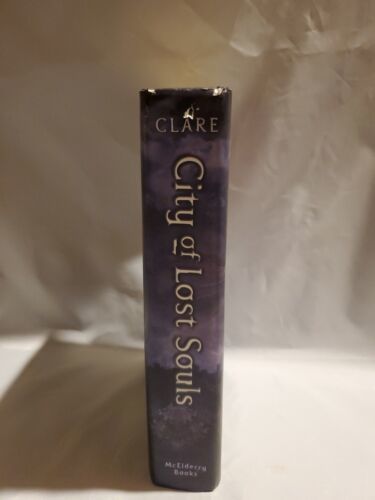 CLARE
City of Lost Souls
McElderry
Books